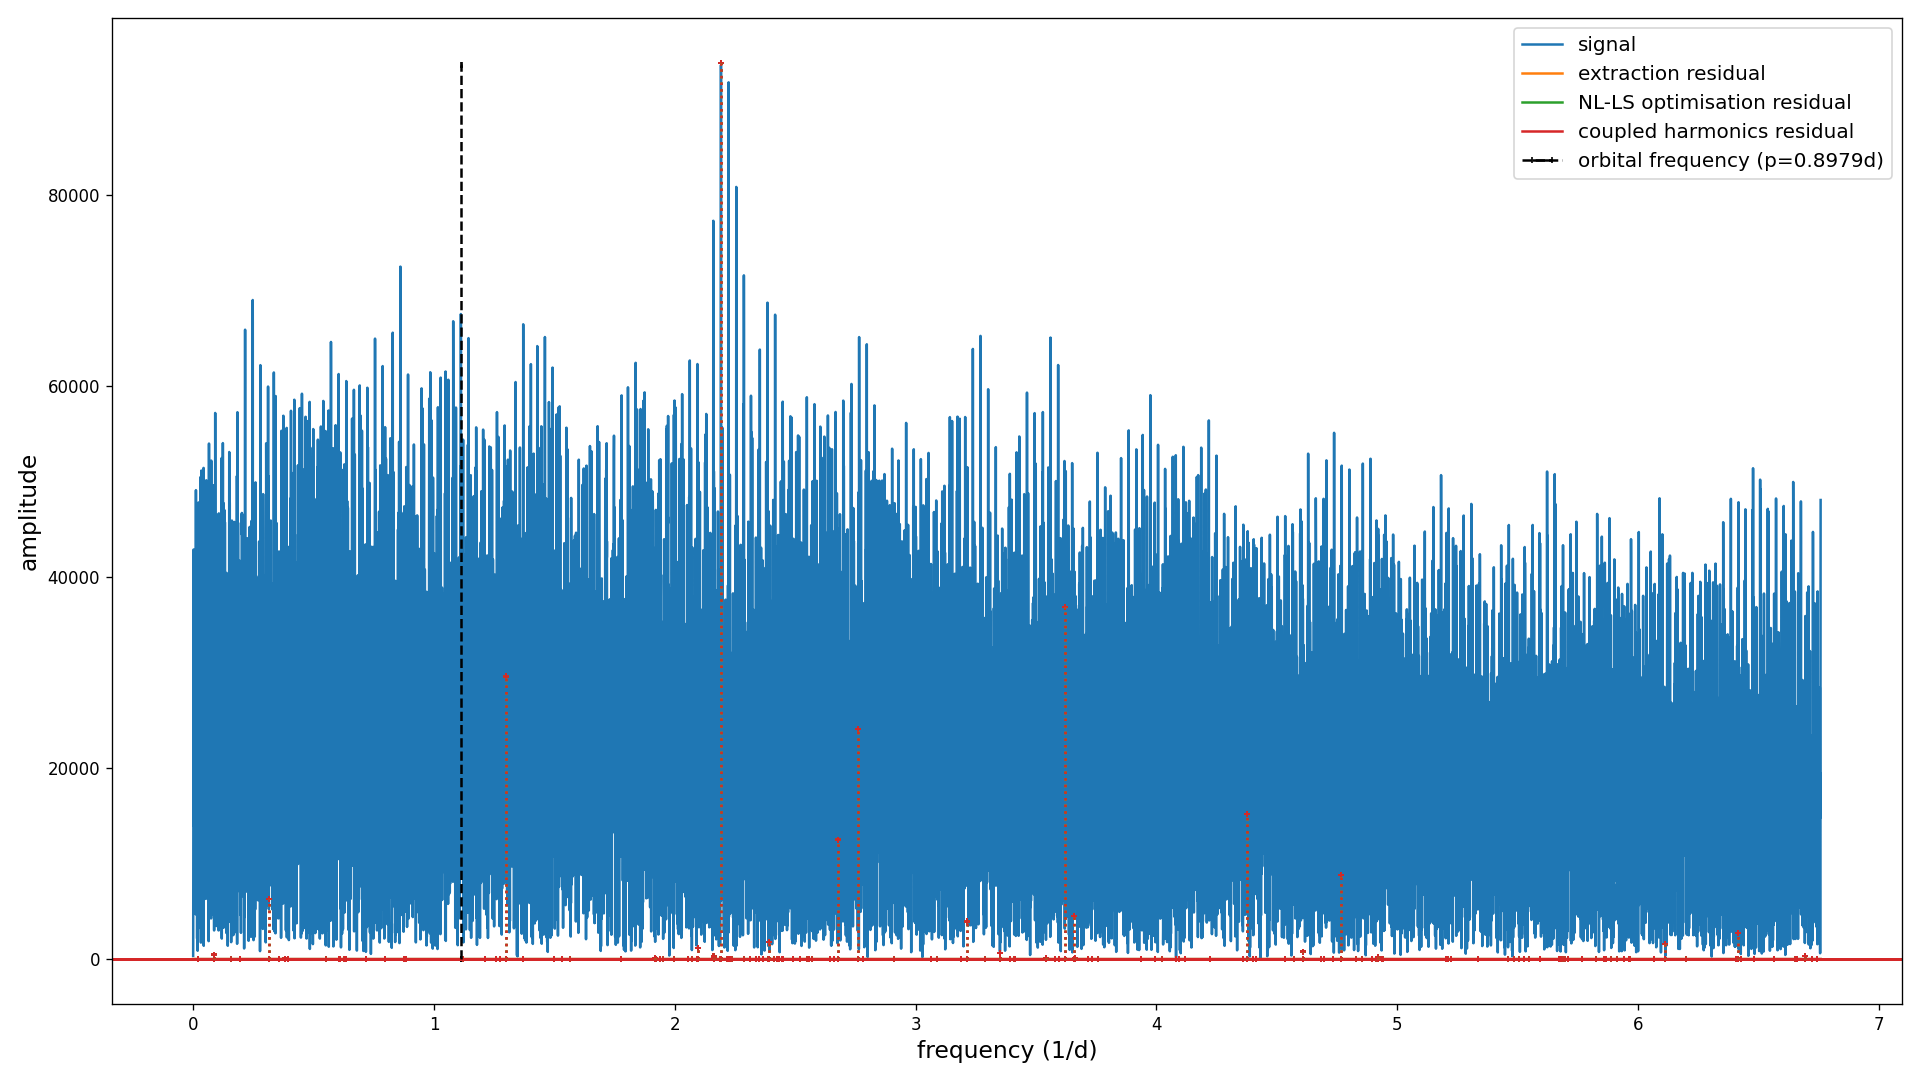 signal
extraction residual
NL-LS optimisation residual
coupled harmonics residual
orbital frequency (p=0.8979d)
amplitude
80000
60000
40000
20000
0
0 1 2 3 4 5 6 7
frequency (1/d)